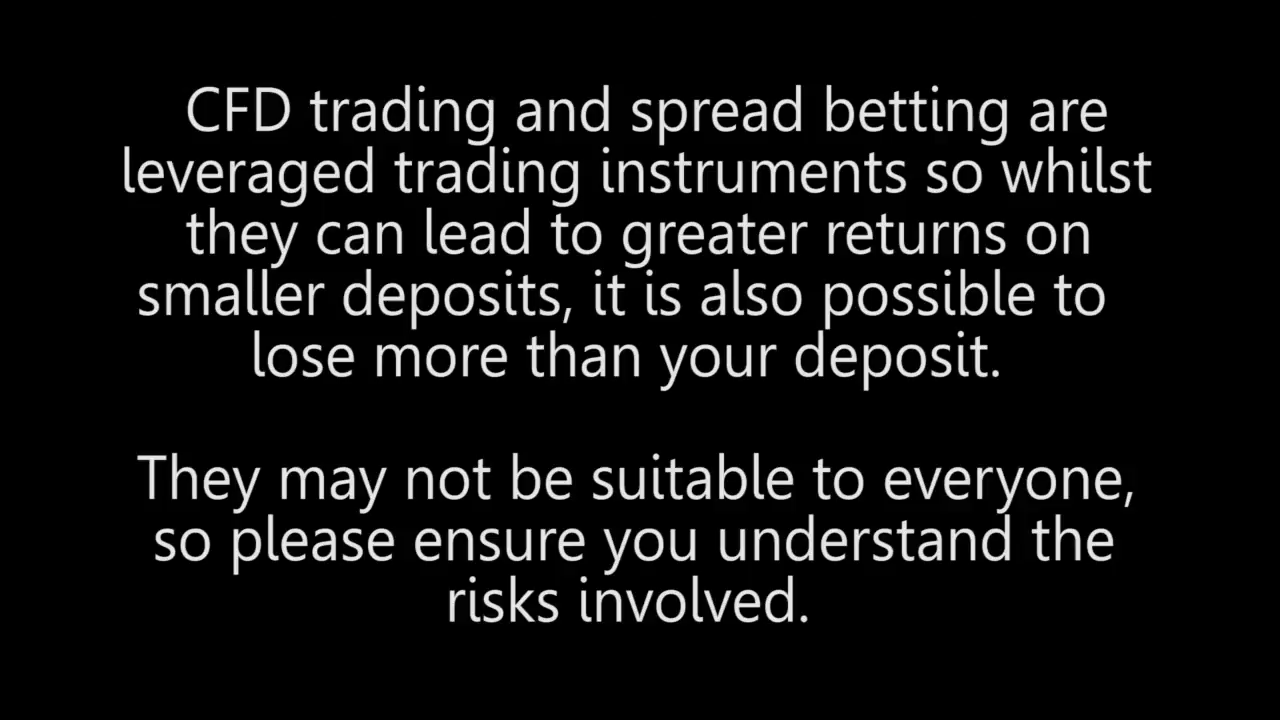 CFD trading and spread betting are
leveraged trading instruments so whilst
they can lead to greater returns on
smaller deposits, it is also possible to
lose more than your deposit.
They may not be suitable to everyone,
so please ensure you understand the
risks involved.